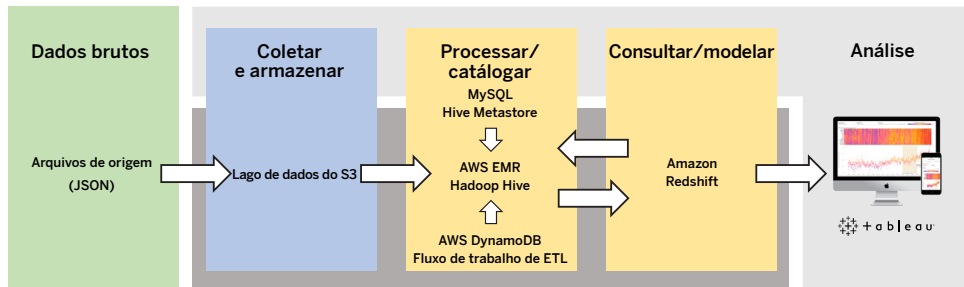 Dados brutos
Arquivos de origem
(JSON)
Coletar
e armazenar
Lago de dados do S3
Processar/
catálogar
MySQL
Hive Metastore
AWS EMR
Hadoop Hive
AWS DynamoDB
Fluxo de trabalho de ETL
Consultar/modelar
Amazon
Redshift
Análise
+ a b l e a u